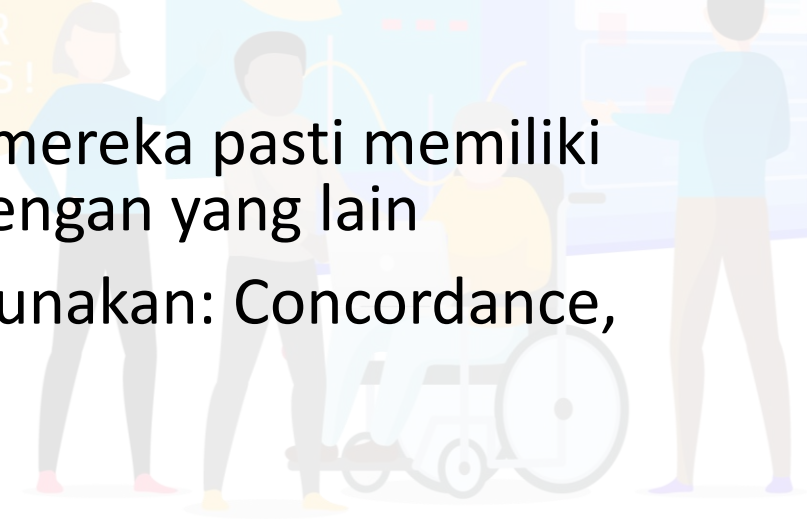 mereka pasti memiliki
engan yang lain
unakan: Concordance,